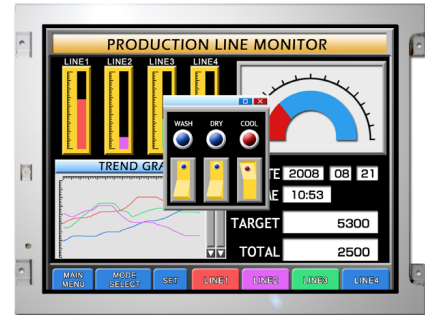 PRODUCTION LINE MONITOR
LINE1 LINE2 LINE3 LINE4
WASH DRY COOL
TREND GRA
TE 2008 08 21
ME 10:53
TARGET 5300
TOTAL 2500
MAIN MENU
MODE SELECT
SET
LINE1
LINE2
LINE3
LINE4